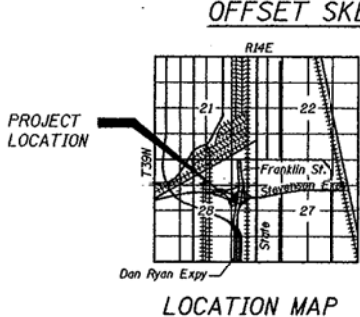 OFFSET SKE
R14E
21
22
PROJECT
LOCATION
T39N
Franklin St.
Stevenson Exp
28
27
State
Dan Ryan Expy
LOCATION MAP